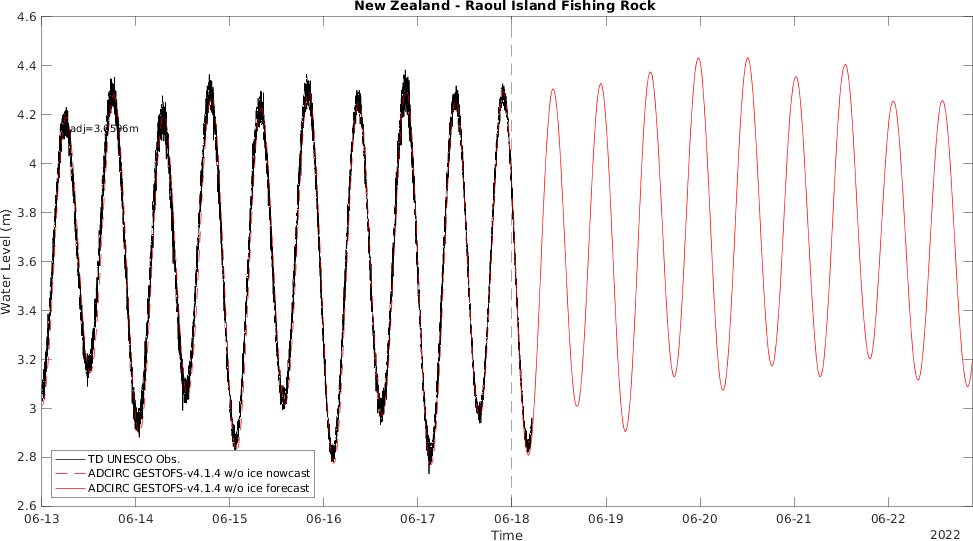 New Zealand - Raoul Island Fishing Rock
4.6
4.4
4.2
4
3.8
3.6
3.4
3.2
3
2.8
2.6
Water Level (m)
adj=3.6596m
TD UNESCO Obs.
ADCIRC GESTOFS-v4.1.4 w/o ice nowcast
ADCIRC GESTOFS-v4.1.4 w/o ice forecast
06-13 06-14 06-15 06-16 06-17 06-18 06-19 06-20 06-21 06-22
Time
2022